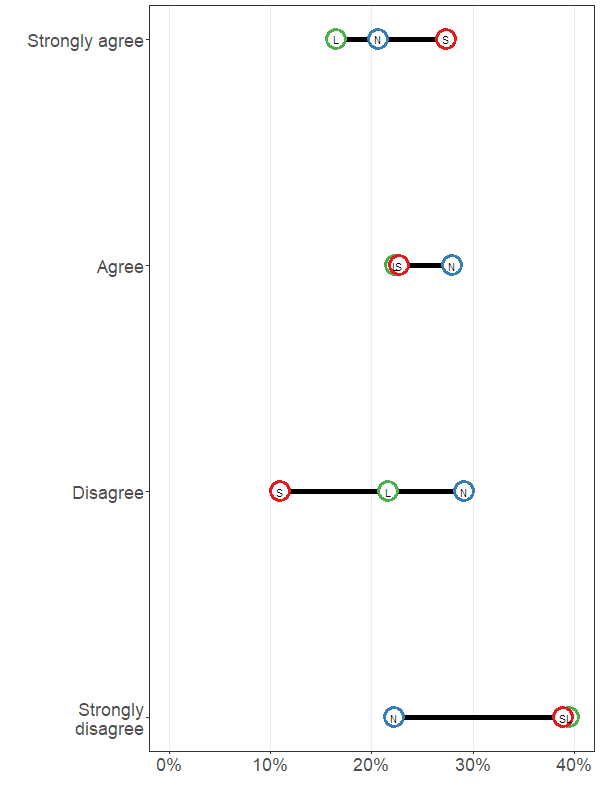 Strongly agree
L N S
Agree
L S N
Disagree
S L N
Strongly
disagree
N S L
0% 10% 20% 30% 40%